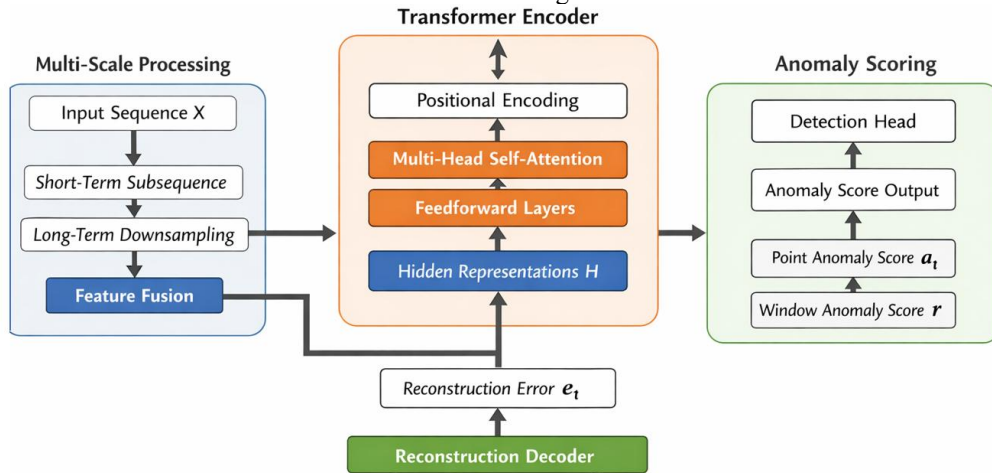 Transformer Encoder
Multi-Scale Processing
Input Sequence X
Short-Term Subsequence
Long-Term Downsampling
Feature Fusion
Positional Encoding
Multi-Head Self-Attention
Feedforward Layers
Hidden Representations H
Anomaly Scoring
Detection Head
Anomaly Score Output
Point Anomaly Score a_t
Window Anomaly Score r
Reconstruction Error e_t
Reconstruction Decoder